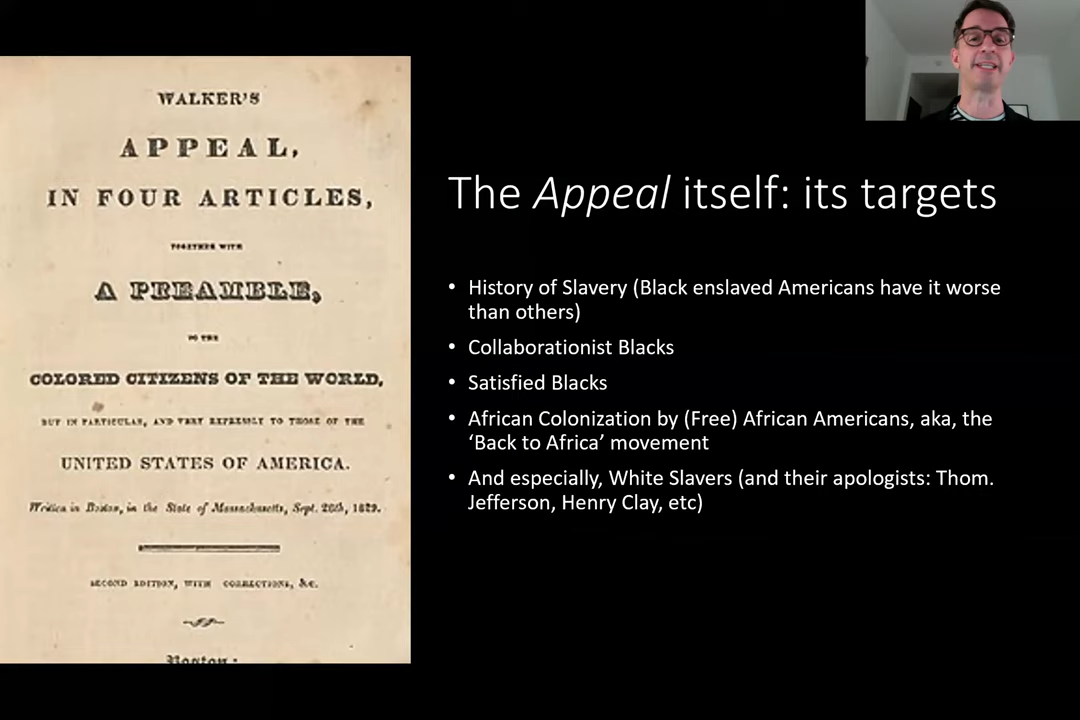 WALKER'S
APPEAL,
IN FOUR ARTICLES,
TOGETHER WITH
A PREAMBLE,
TO THE
COLORED CITIZENS OF THE WORLD,
BUT IN PARTICULAR, AND VERY EXPRESSLY TO THOSE OF THE
UNITED STATES OF AMERICA.
Written in Boston, in the State of Massachusetts, Sept. 28th, 1829.
SECOND EDITION, WITH CORRECTIONS, &c.
Boston:
The Appeal itself: its targets
• History of Slavery (Black enslaved Americans have it worse
than others)
• Collaborationist Blacks
• Satisfied Blacks
• African Colonization by (Free) African Americans, aka, the
‘Back to Africa’ movement
• And especially, White Slavers (and their apologists: Thom.
Jefferson, Henry Clay, etc)